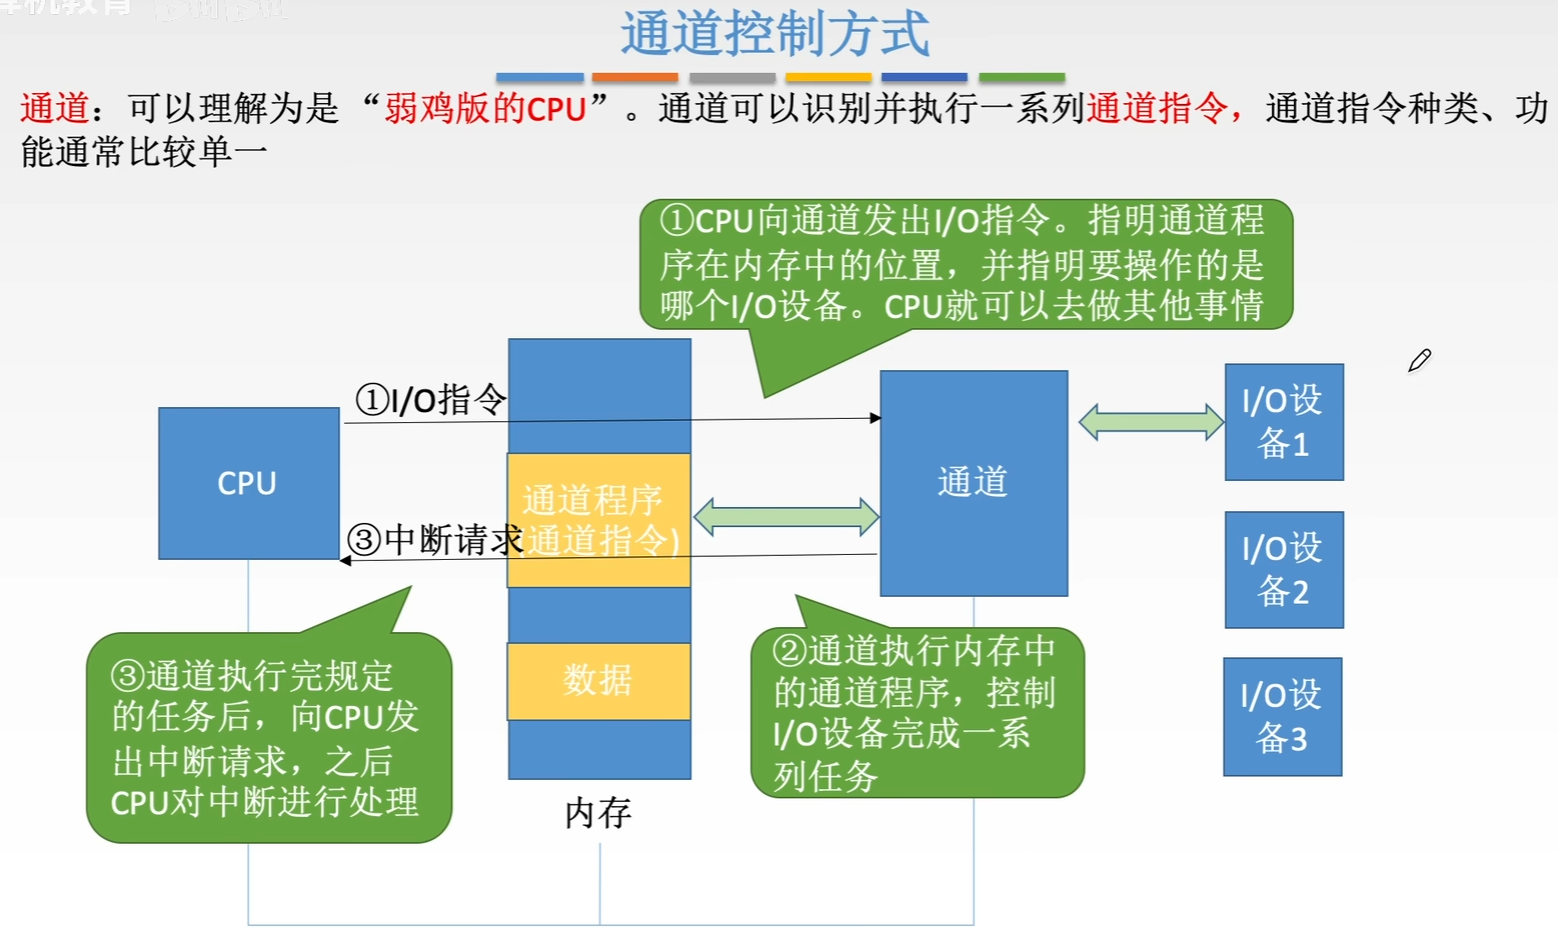 通道控制方式
通道：可以理解为是“弱鸡版的CPU”。通道可以识别并执行一系列通道指令，通道指令种类、功
能通常比较单一
①CPU向通道发出I/O指令。指明通道程
序在内存中的位置，并指明要操作的是
哪个I/O设备。CPU就可以去做其他事情
①I/O指令
CPU
通道程序
(通道指令)
③中断请求
通道
I/O设
备1
I/O设
备2
I/O设
备3
数据
内存
③通道执行完规定
的任务后，向CPU发
出中断请求，之后
CPU对中断进行处理
②通道执行内存中
的通道程序，控制
I/O设备完成一系
列任务